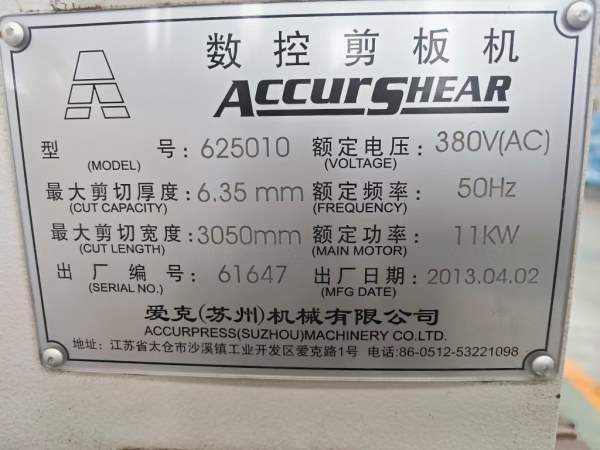 数控剪板机
ACCURSHEAR
型 号: 625010 额定电压: 380V(AC)
(MODEL) (VOLTAGE)
最大剪切厚度: 6.35 mm 额定频率: 50Hz
(CUT CAPACITY) (FREQUENCY)
最大剪切宽度: 3050mm 额定功率: 11KW
(CUT LENGTH) (MAIN MOTOR)
出厂编号: 61647 出厂日期: 2013.04.02
(SERIAL NO.) (MFG DATE)
爱克(苏州)机械有限公司
ACCURPRESS(SUZHOU)MACHINERY CO.LTD.
地址: 江苏省太仓市沙溪镇工业开发区爱克路1号 电话:86-0512-53221098